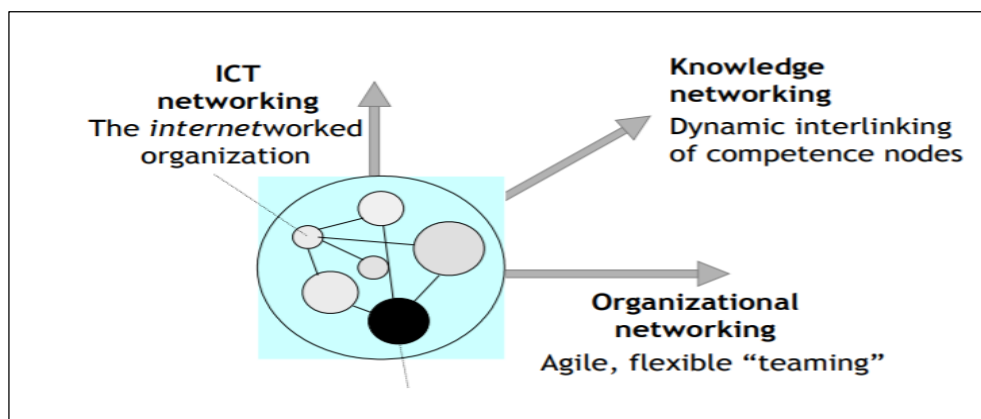 ICT
networking
The internetworked
organization
Knowledge
networking
Dynamic interlinking
of competence nodes
Organizational
networking
Agile, flexible “teaming”